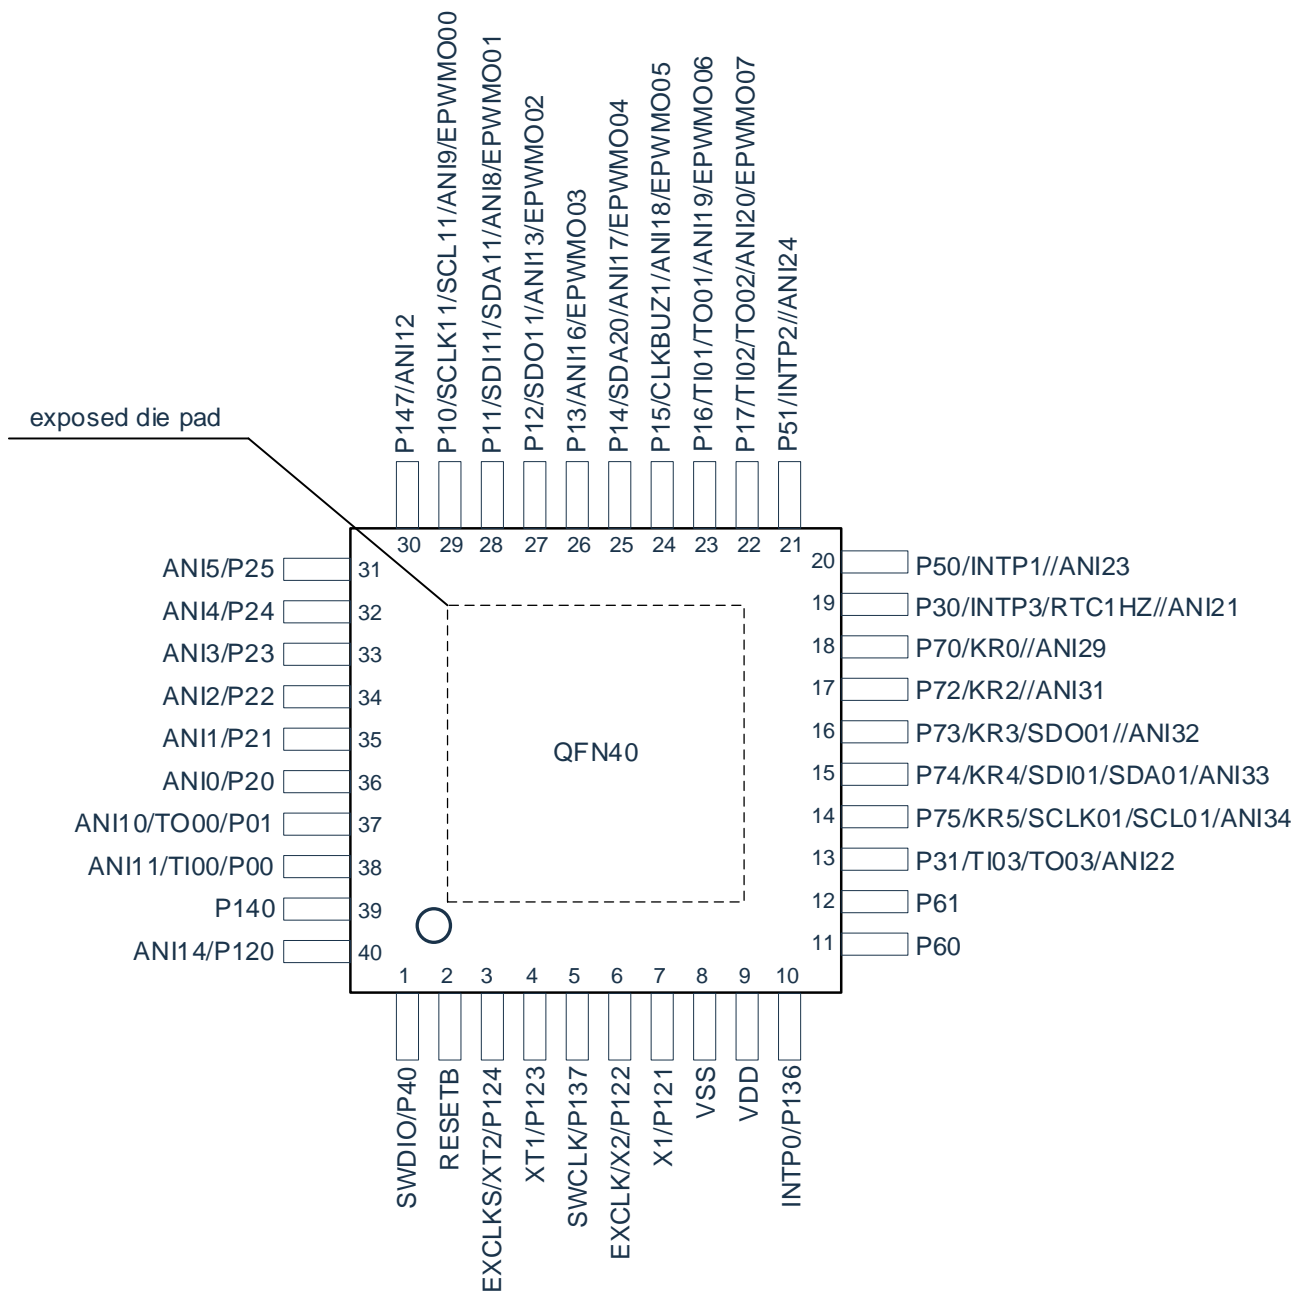 P147/ANI12
P10/SCLK11/SCL11/ANI9/EPWMO00
P11/SDI11/SDA11/ANI8/EPWMO01
P12/SDO11/ANI13/EPWMO02
P13/ANI16/EPWMO03
P14/SDA20/ANI17/EPWMO04
P15/CLKBUZ1/ANI18/EPWMO05
P16/TI01/TO01/ANI19/EPWMO06
P17/TI02/TO02/ANI20/EPWMO07
P51/INTP2//ANI24
exposed die pad
30 29 28 27 26 25 24 23 22 21
ANI5/P25 31
ANI4/P24 32
ANI3/P23 33
ANI2/P22 34
ANI1/P21 35
ANI0/P20 36
ANI10/TO00/P01 37
ANI11/TI00/P00 38
P140 39
ANI14/P120 40
QFN40
20 P50/INTP1//ANI23
19 P30/INTP3/RTC1HZ//ANI21
18 P70/KR0//ANI29
17 P72/KR2//ANI31
16 P73/KR3/SDO01//ANI32
15 P74/KR4/SDI01/SDA01/ANI33
14 P75/KR5/SCLK01/SCL01/ANI34
13 P31/TI03/TO03/ANI22
12 P61
11 P60
1 2 3 4 5 6 7 8 9 10
SWDIO/P40
RESETB
EXCLKS/XT2/P124
XT1/P123
SWCLK/P137
EXCLK/X2/P122
X1/P121
VSS
VDD
INTP0/P136